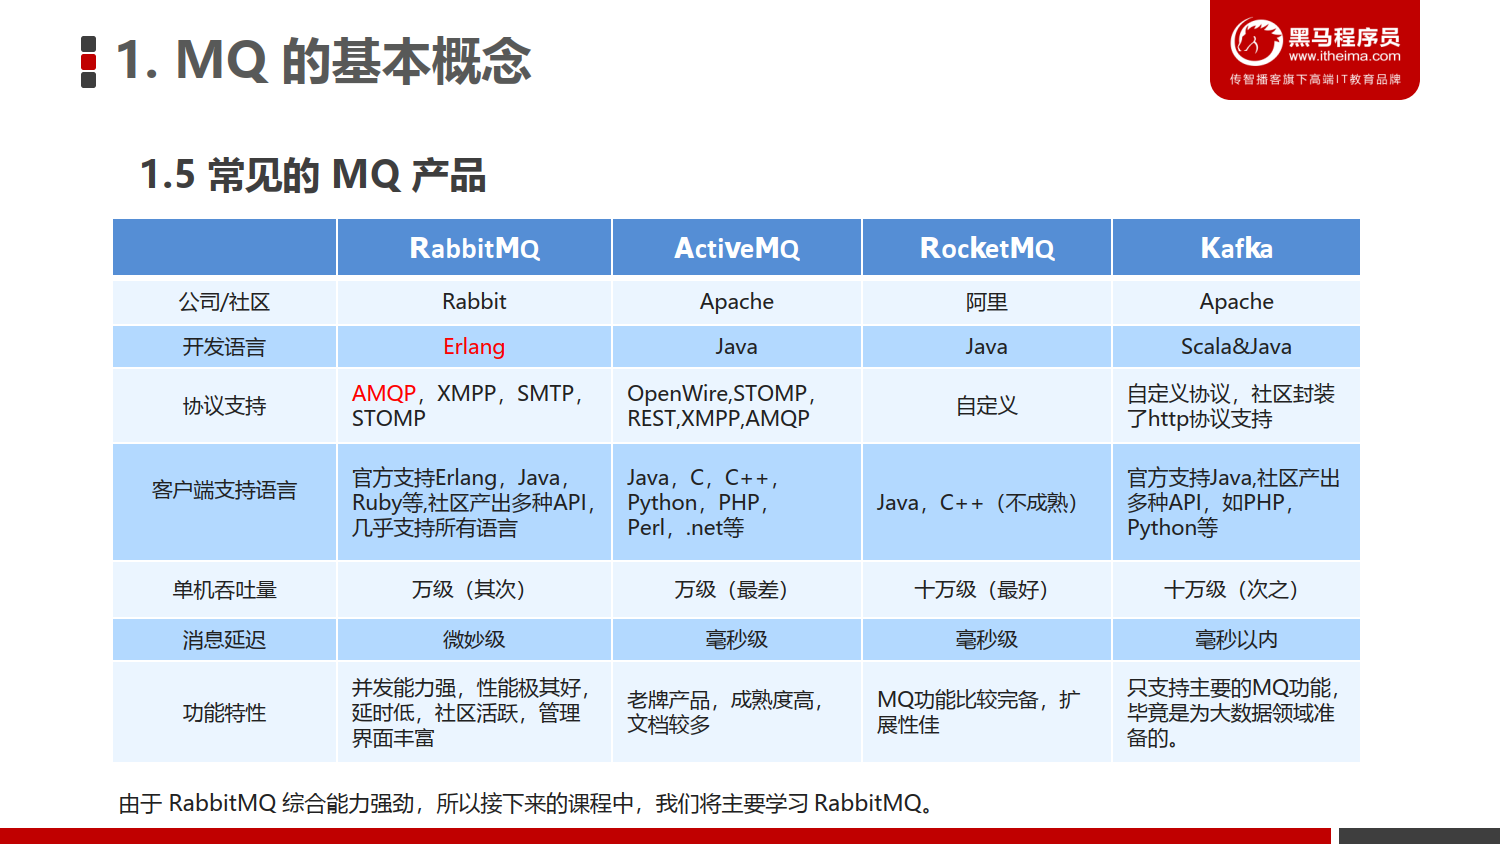 1. MQ 的基本概念
黑马程序员
www.itheima.com
传智播客旗下高端IT教育品牌
1.5 常见的 MQ 产品
RabbitMQ ActiveMQ RocketMQ Kafka
公司/社区 Rabbit Apache 阿里 Apache
开发语言 Erlang Java Java Scala&Java
协议支持
AMQP，XMPP，SMTP，
STOMP
OpenWire,STOMP，
REST,XMPP,AMQP
自定义
自定义协议，社区封装
了http协议支持
客户端支持语言
官方支持Erlang，Java，
Ruby等,社区产出多种API，
几乎支持所有语言
Java，C，C++，
Python，PHP，
Perl，.net等
Java，C++（不成熟）
官方支持Java,社区产出
多种API，如PHP，
Python等
单机吞吐量 万级（其次） 万级（最差） 十万级（最好） 十万级（次之）
消息延迟 微妙级 毫秒级 毫秒级 毫秒以内
功能特性
并发能力强，性能极其好，
延时低，社区活跃，管理
界面丰富
老牌产品，成熟度高，
文档较多
MQ功能比较完备，扩
展性佳
只支持主要的MQ功能，
毕竟是为大数据领域准
备的。
由于 RabbitMQ 综合能力强劲，所以接下来的课程中，我们将主要学习 RabbitMQ。